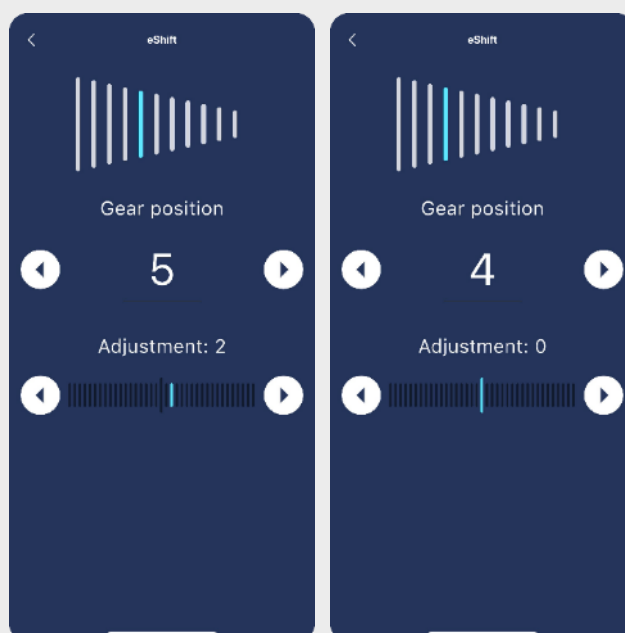 eShift
Gear position
5
Adjustment: 2
eShift
Gear position
4
Adjustment: 0